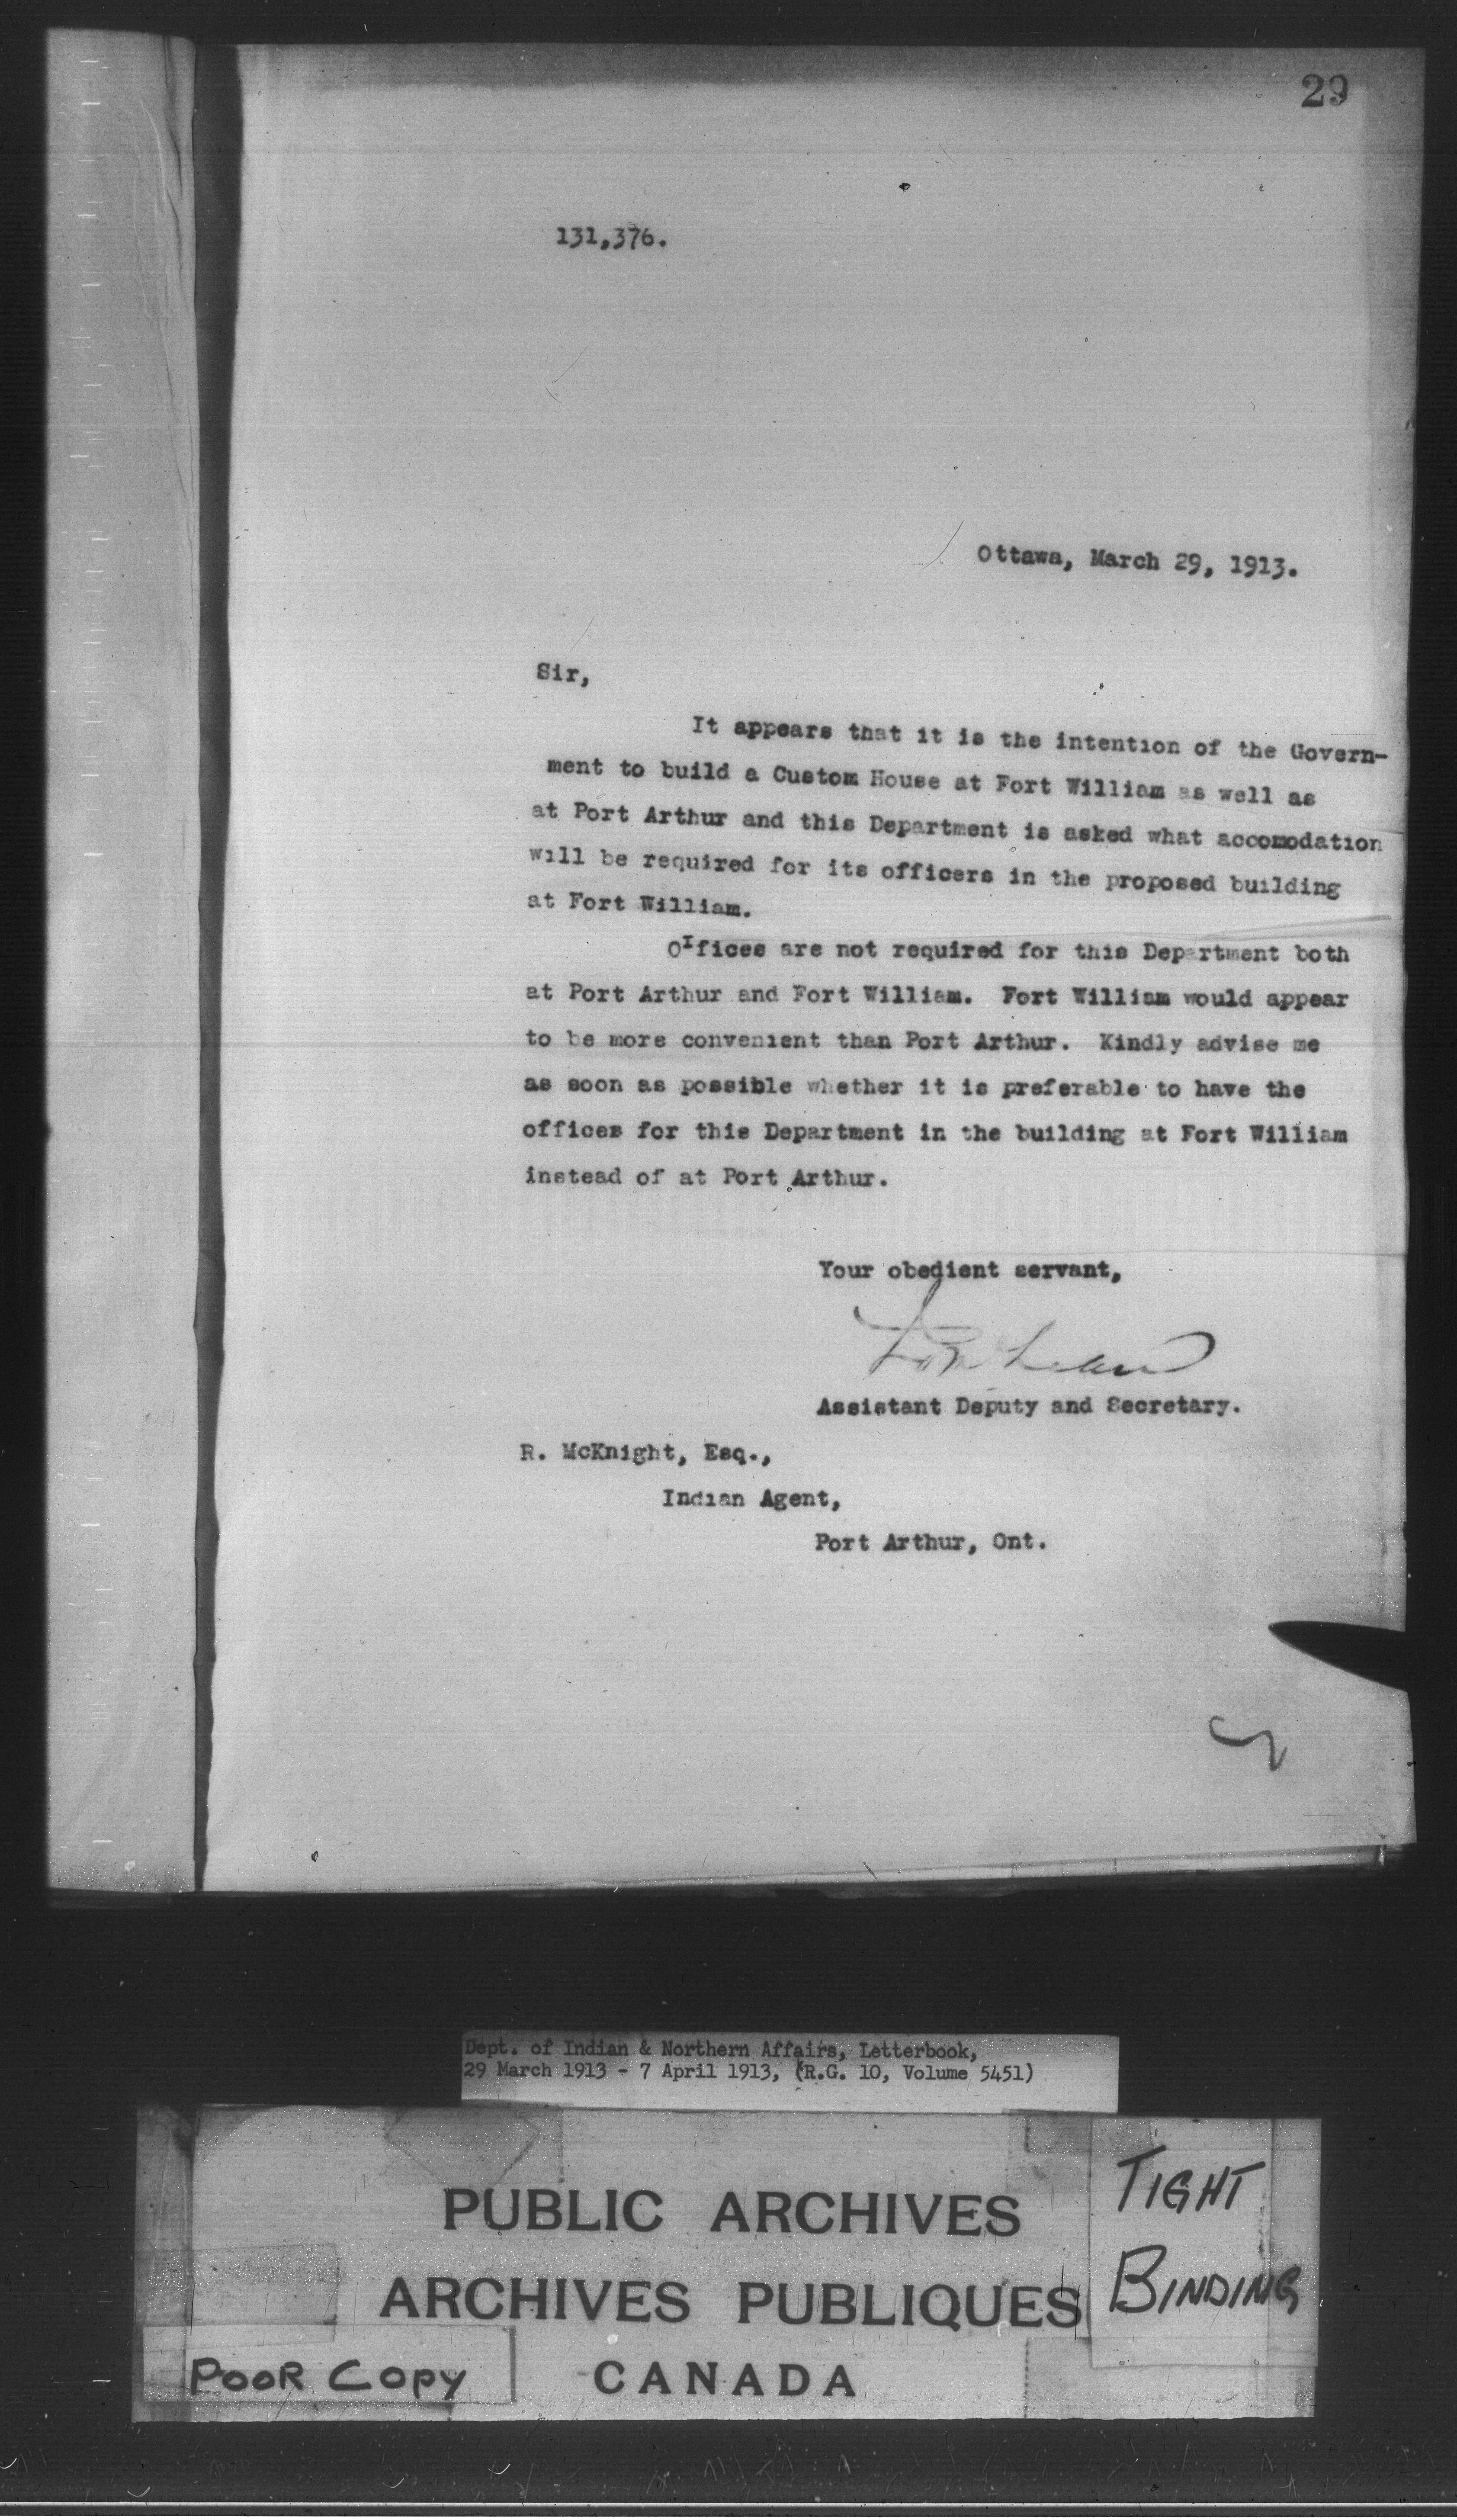 29
131,376.
Ottawa, March 29, 1913.
Sir,
It appears that it is the intention of the Govern-
ment to build a Custom House at Fort William as well as
at Port Arthur and this Department is asked what accomodation
will be required for its officers in the proposed building
at Fort William.
Offices are not required for this Department both
at Port Arthur and Fort William. Fort William would appear
to be more convenient than Port Arthur. Kindly advise me
as soon as possible whether it is preferable to have the
offices for this Department in the building at Fort William
instead of at Port Arthur.
Your obedient servant,
Assistant Deputy and Secretary.
R. McKnight, Esq.,
Indian Agent,
Port Arthur, Ont.
Dept. of Indian & Northern Affairs, Letterbook,
29 March 1913 - 7 April 1913, (R.G. 10, Volume 5451)
PUBLIC ARCHIVES
ARCHIVES PUBLIQUES
CANADA
TIGHT
BINDING
POOR COPY